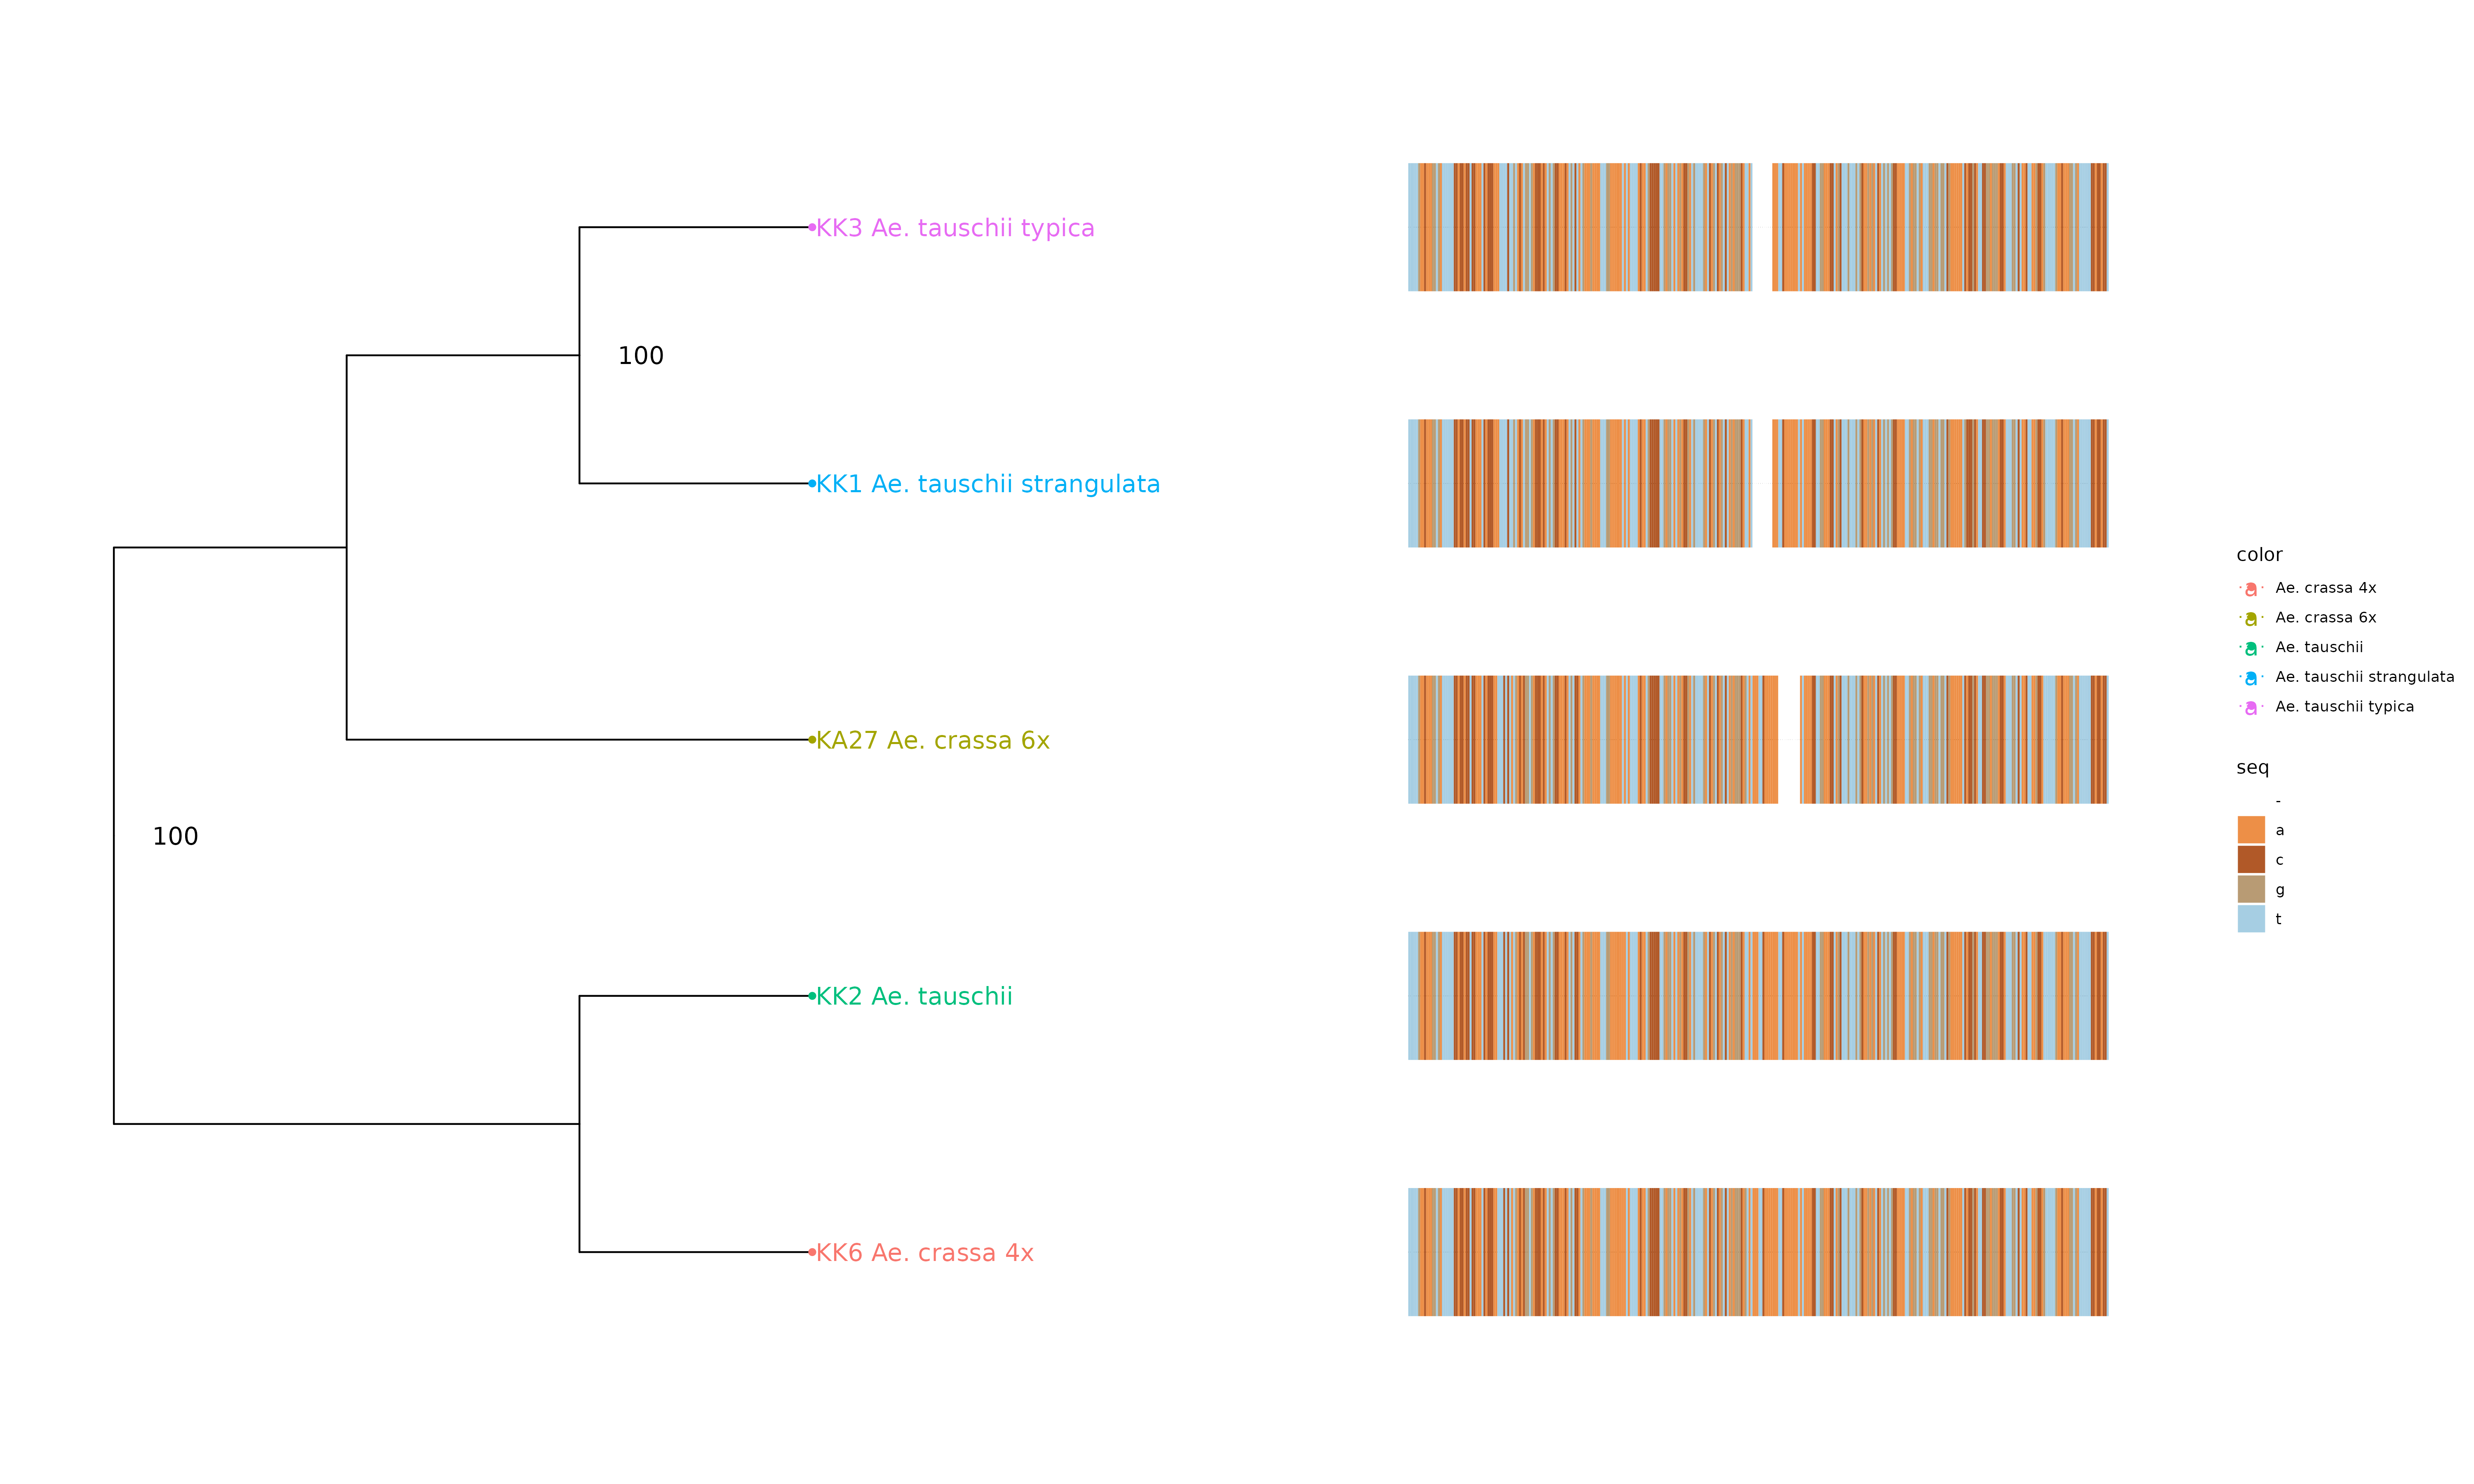 KK3 Ae. tauschii typica
100
KK1 Ae. tauschii strangulata
KA27 Ae. crassa 6x
100
KK2 Ae. tauschii
KK6 Ae. crassa 4x
color
a Ae. crassa 4x
a Ae. crassa 6x
a Ae. tauschii
a Ae. tauschii strangulata
a Ae. tauschii typica
seq
-
a
c
g
t